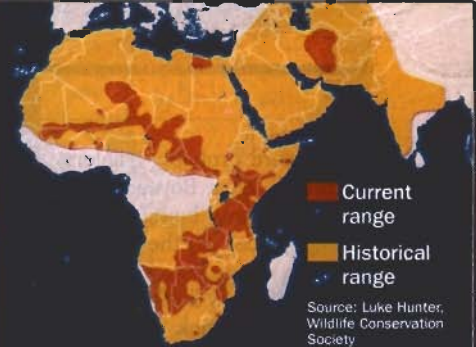 Current
range
Historical
range
Source: Luke Hunter,
Wildlife Conservation
Society